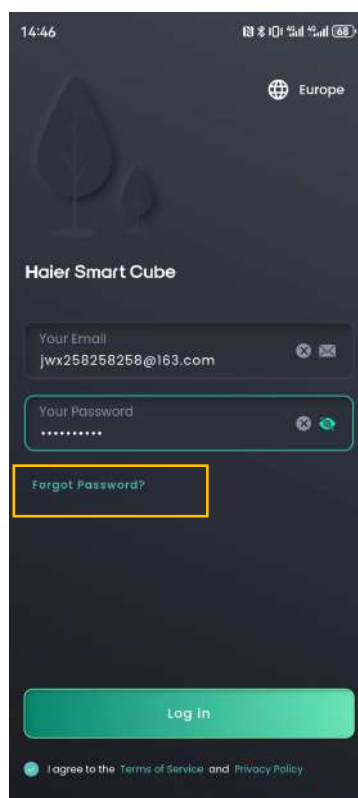 14:46
68
Europe
Haier Smart Cube
Your Email
jwx258258258@163.com
Your Password
••••••••••
Forgot Password?
Log in
I agree to the Terms of Service and Privacy Policy